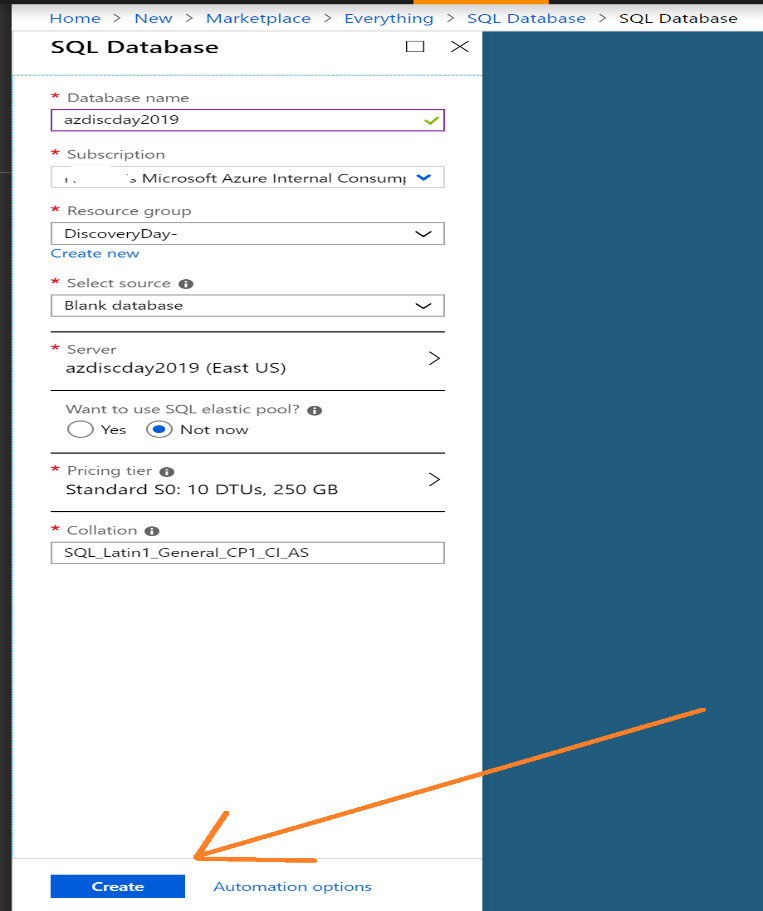 Home > New > Marketplace > Everything > SQL Database > SQL Database
SQL Database
* Database name
azdiscday2019
* Subscription
Microsoft Azure Internal
* Resource group
DiscoveryDay-
Create new
* Select source
Blank database
* Server
azdiscday2019 (East US)
Want to use SQL elastic pool?
Yes Not now
* Pricing tier
Standard S0: 10 DTUs, 250 GB
* Collation
SQL_Latin1_General_CP1_CI_AS
Create Automation options